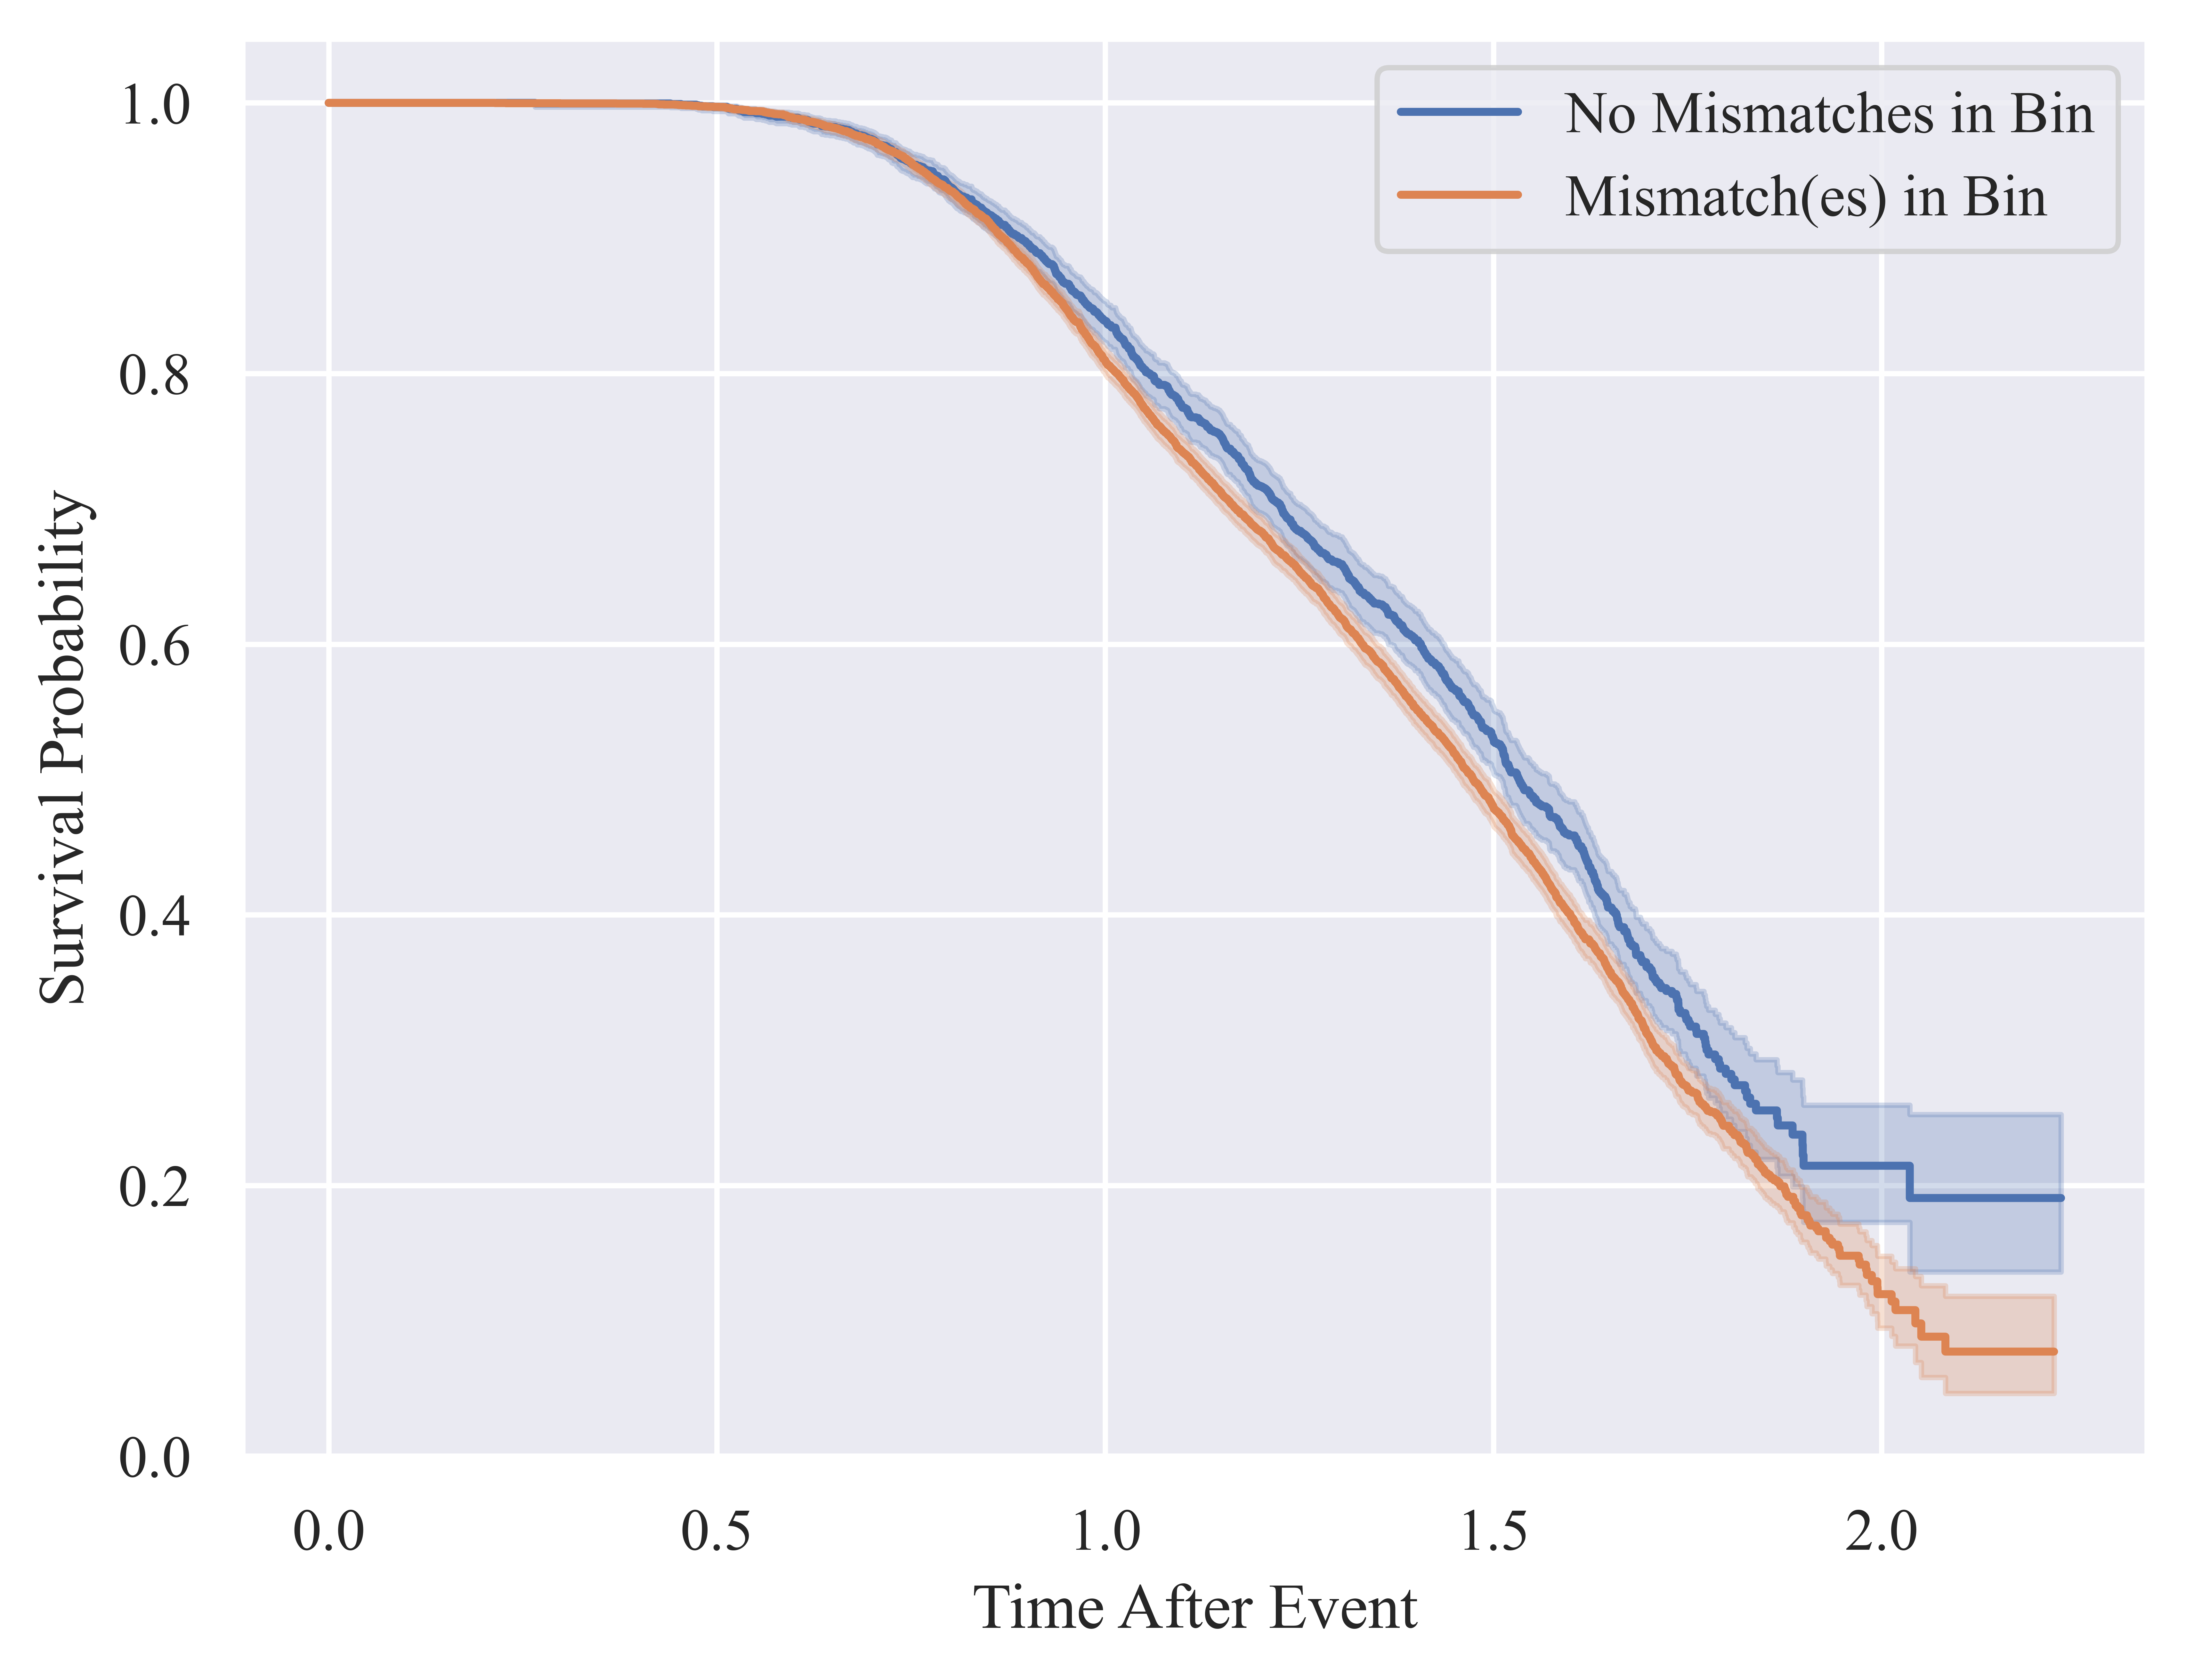 No Mismatches in Bin
Mismatch(es) in Bin
Survival Probability
1.0
0.8
0.6
0.4
0.2
0.0
0.0 0.5 1.0 1.5 2.0
Time After Event